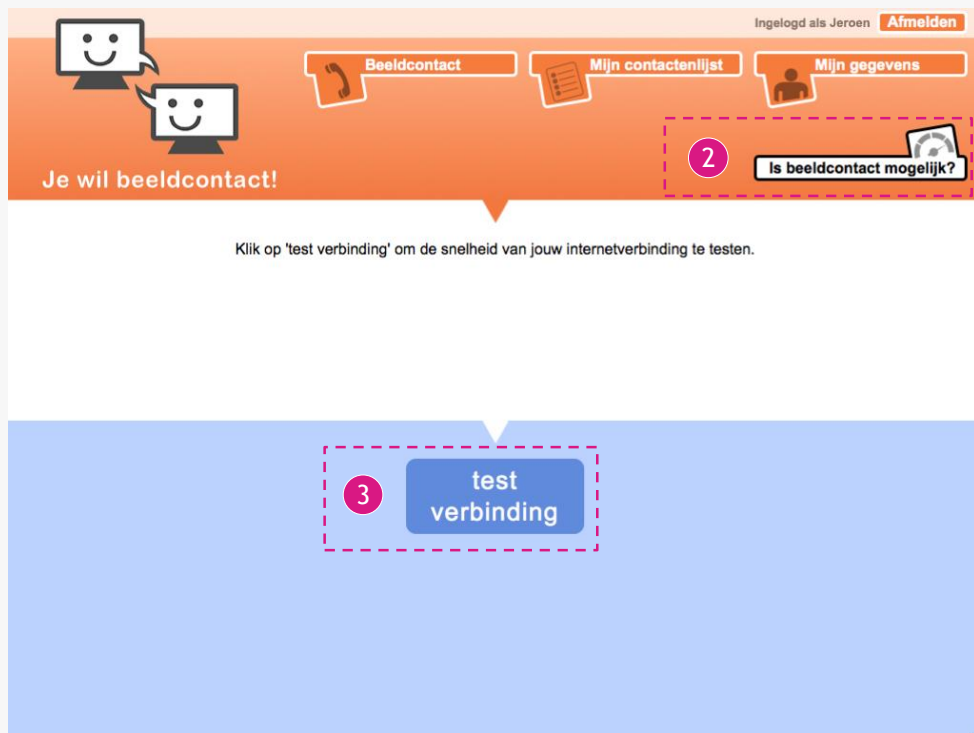 Ingelogd als Jeroen Afmelden
Beeldcontact Mijn contactenlijst Mijn gegevens
2
Is beeldcontact mogelijk?
Je wil beeldcontact!
Klik op 'test verbinding' om de snelheid van jouw internetverbinding te testen.
3
test
verbinding